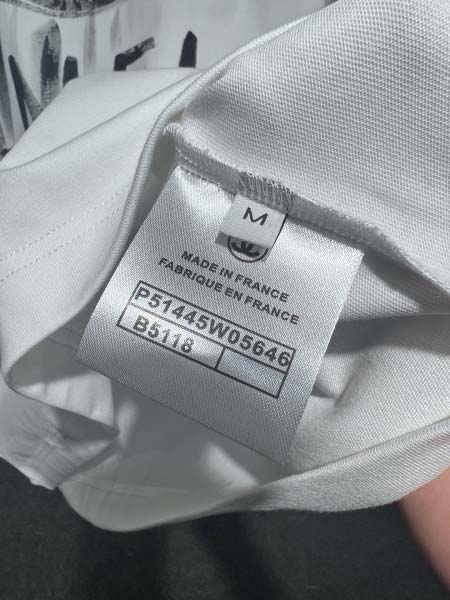 M
MADE IN FRANCE
FABRIQUE EN FRANCE
P51445W05646
B5118